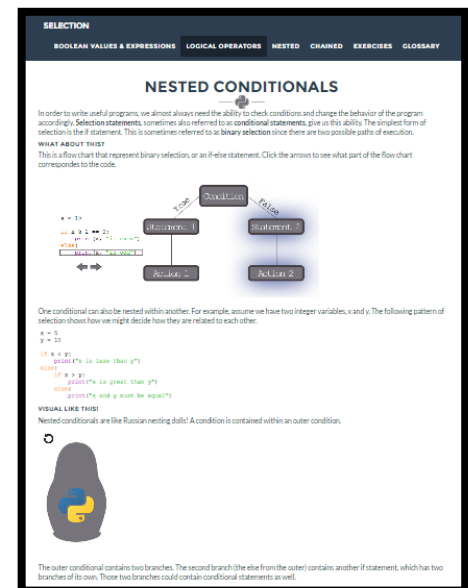 SELECTION
BOOLEAN VALUES & EXPRESSIONS LOGICAL OPERATORS NESTED CHAINED EXERCISES GLOSSARY
NESTED CONDITIONALS
In order to write useful programs, we almost always need the ability to check conditions and change the behavior of the program
accordingly. Selection statements, sometimes also referred to as conditional statements, give us this ability. The simplest form of
selection is the if statement. This is sometimes referred to as binary selection since there are two possible paths of execution.
WHAT ABOUT THIS?
This is a flow chart that represent binary selection, or an if-else statement. Click the arrows to see what part of the flow chart
correspondes to the code.
Condition
True False
Statement 1 Statement 2
else:
Action 1 Action 2
One conditional can also be nested within another. For example, assume we have two integer variables, x and y. The following pattern of
selection shows how we might decide how they are related to each other.
x = 5
y = 10
if x < y:
print("x is less than y")
else:
if x > y:
print("x is great than y")
else:
print("x and y must be equal")
VISUAL LIKE THIS!
Nested conditionals are like Russian nesting dolls! A condition is contained within an outer condition.
The outer conditional contains two branches. The second branch (the else from the outer) contains another if statement, which has two
branches of its own. Those two branches could contain conditional statements as well.